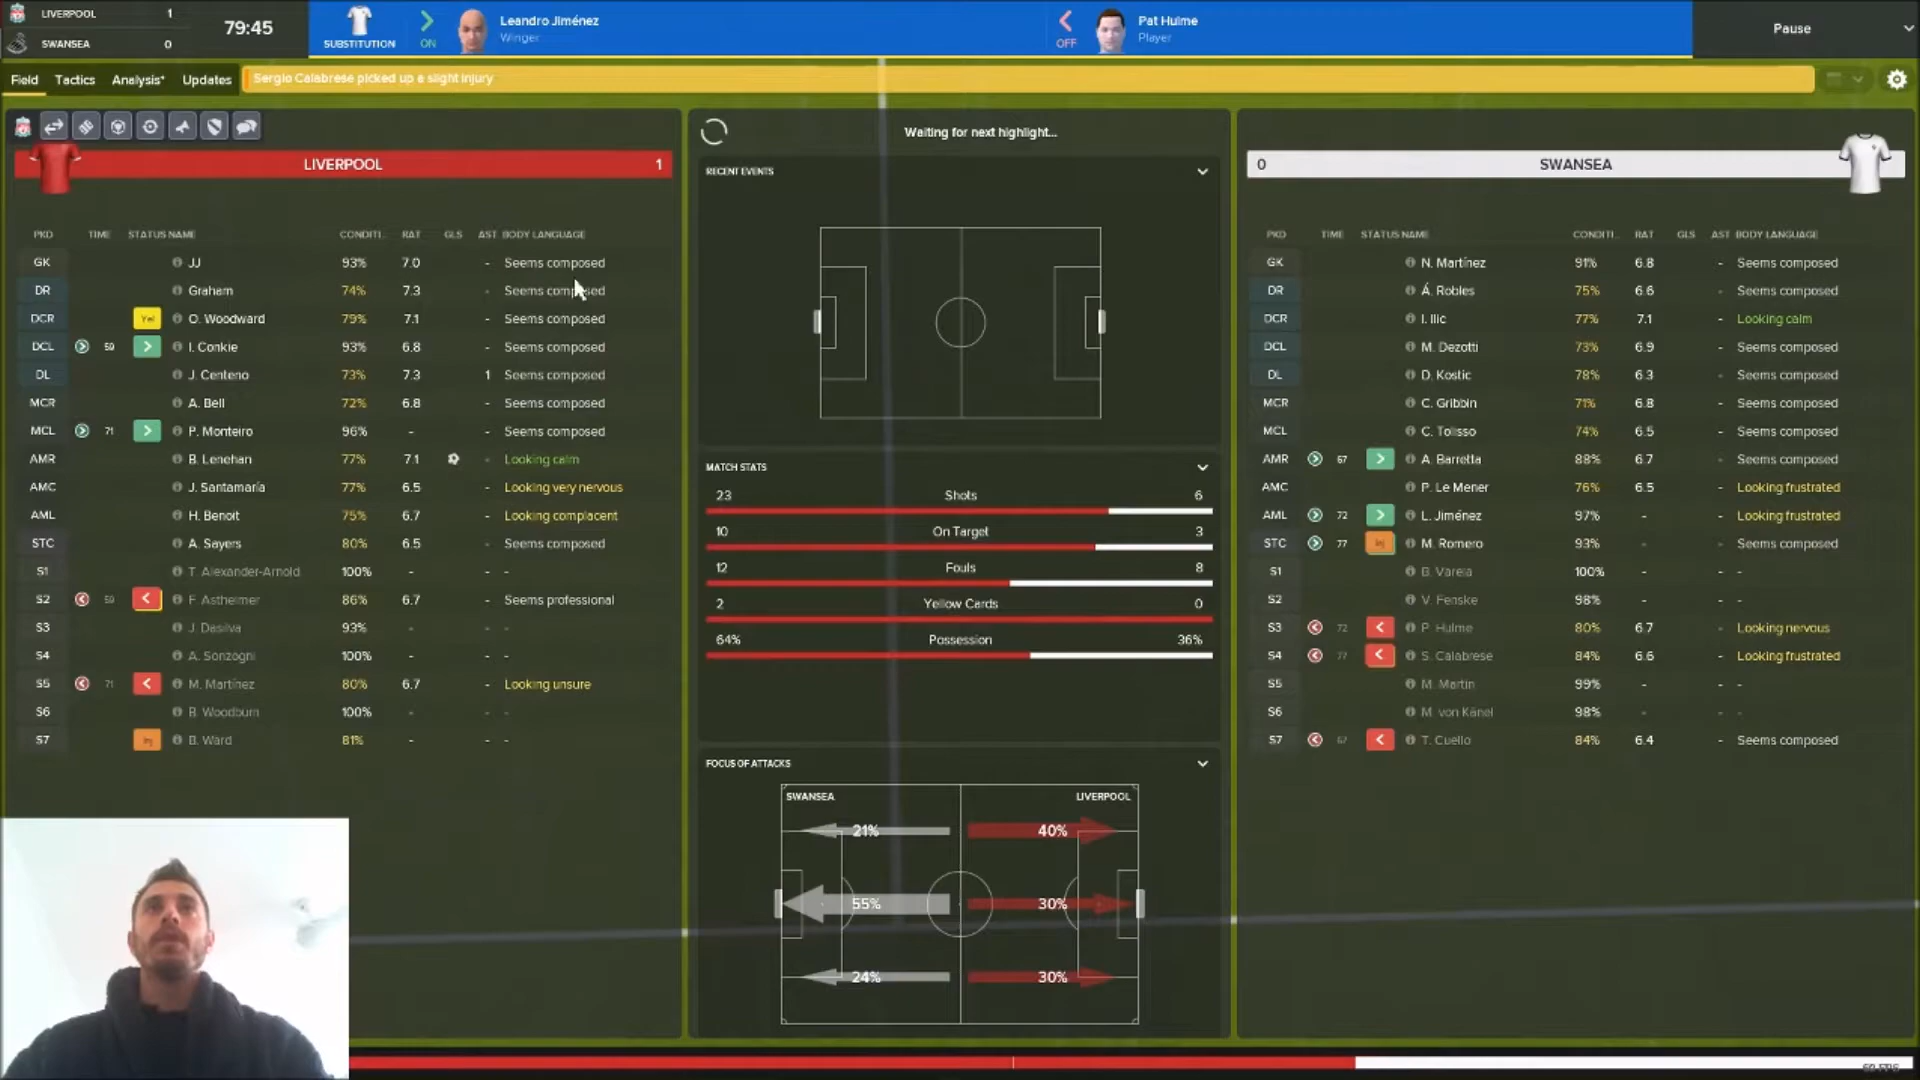 LIVERPOOL 1
SWANSEA 0
79:45
SUBSTITUTION
ON
Leandro Jiménez
Winger
OFF
Pat Hulme
Player
Pause
Field Tactics Analysis* Updates
Sergio Calabrese picked up a slight injury
LIVERPOOL 1
PKD TIME STATUS NAME CONDITI... RAT GLS AST BODY LANGUAGE
GK JJ 93% 7.0 - Seems composed
DR Graham 74% 7.3 - Seems composed
DCR Yel O. Woodward 79% 7.1 - Seems composed
DCL 59 I. Conkie 93% 6.8 - Seems composed
DL J. Centeno 73% 7.3 1 Seems composed
MCR A. Bell 72% 6.8 - Seems composed
MCL 71 P. Monteiro 96% - - Seems composed
AMR B. Lenehan 77% 7.1 - Looking calm
AMC J. Santamaría 77% 6.5 - Looking very nervous
AML H. Benoit 75% 6.7 - Looking complacent
STC A. Sayers 80% 6.5 - Seems composed
S1 T. Alexander-Arnold 100% - - -
S2 59 F. Astheimer 86% 6.7 - Seems professional
S3 J. Dasilva 93% - - -
S4 A. Sonzogni 100% - - -
S5 71 M. Martínez 80% 6.7 - Looking unsure
S6 B. Woodburn 100% - - -
S7 Inj B. Ward 81% - - -
Waiting for next highlight...
RECENT EVENTS
MATCH STATS
23 Shots 6
10 On Target 3
12 Fouls 8
2 Yellow Cards 0
64% Possession 36%
FOCUS OF ATTACKS
SWANSEA LIVERPOOL
21% 40%
55% 30%
24% 30%
0 SWANSEA
PKD TIME STATUS NAME CONDITI... RAT GLS AST BODY LANGUAGE
GK N. Martínez 91% 6.8 - Seems composed
DR Á. Robles 75% 6.6 - Seems composed
DCR I. Ilic 77% 7.1 - Looking calm
DCL M. Dezotti 73% 6.9 - Seems composed
DL D. Kostic 78% 6.3 - Seems composed
MCR C. Gribbin 71% 6.8 - Seems composed
MCL C. Tolisso 74% 6.5 - Seems composed
AMR 67 A. Barretta 88% 6.7 - Seems composed
AMC P. Le Mener 76% 6.5 - Looking frustrated
AML 72 L. Jiménez 97% - - Looking frustrated
STC 77 Inj M. Romero 93% - - Seems composed
S1 B. Varela 100% - - -
S2 V. Fenske 98% - - -
S3 72 P. Hulme 80% 6.7 - Looking nervous
S4 77 S. Calabrese 84% 6.6 - Looking frustrated
S5 M. Martin 99% - - -
S6 M. von Känel 98% - - -
S7 67 T. Cuello 84% 6.4 - Seems composed
60 FPS